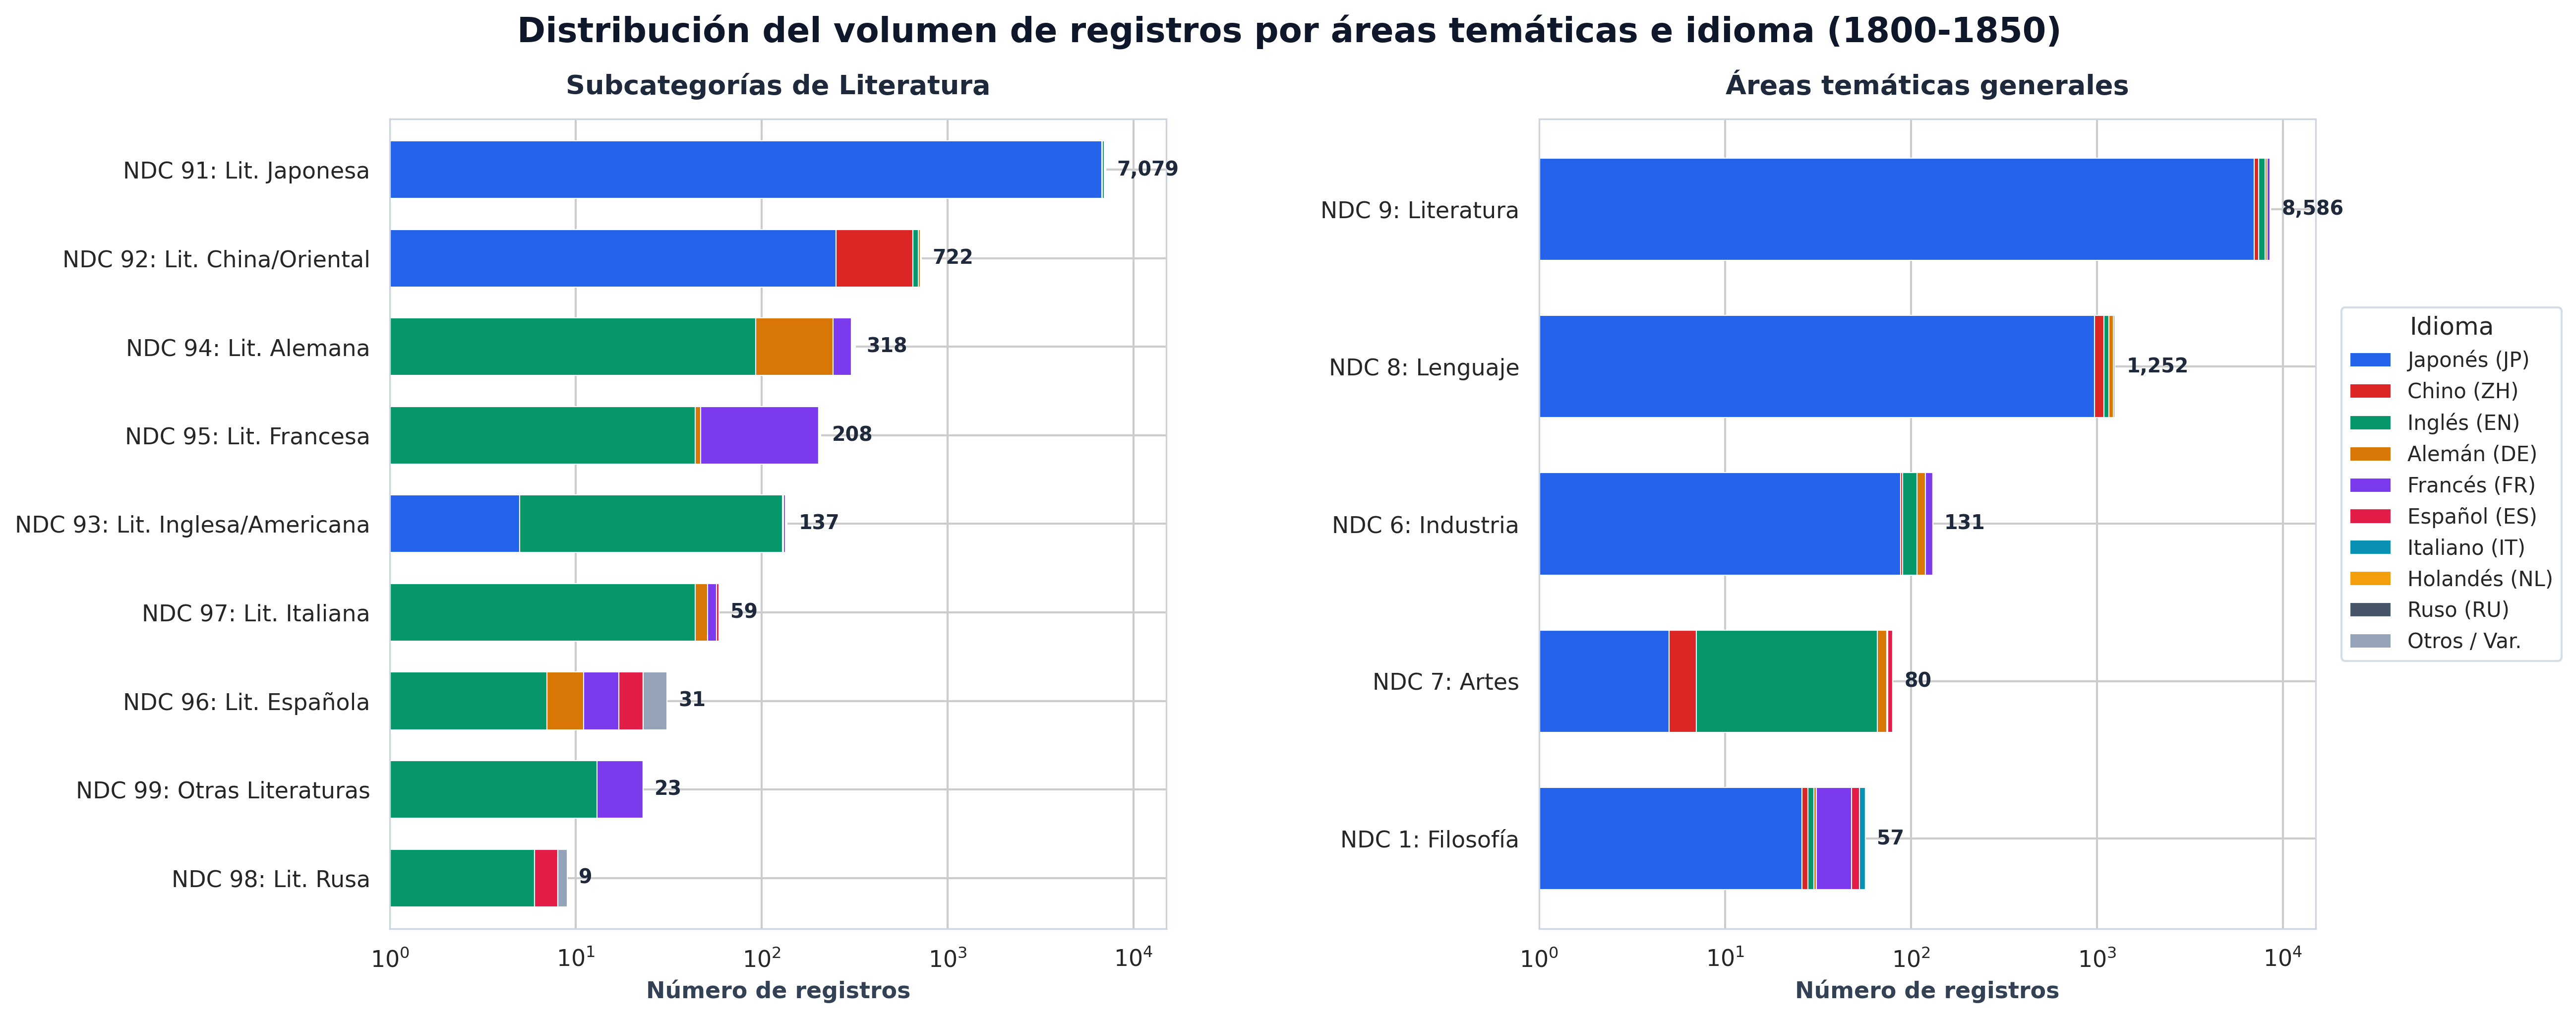 Distribución del volumen de registros por áreas temáticas e idioma (1800-1850)
Subcategorías de Literatura
NDC 91: Lit. Japonesa
7,079
NDC 92: Lit. China/Oriental
722
NDC 94: Lit. Alemana
318
NDC 95: Lit. Francesa
208
NDC 93: Lit. Inglesa/Americana
137
NDC 97: Lit. Italiana
59
NDC 96: Lit. Española
31
NDC 99: Otras Literaturas
23
NDC 98: Lit. Rusa
9
10⁰ 10¹ 10² 10³ 10⁴
Número de registros
Áreas temáticas generales
NDC 9: Literatura
8,586
NDC 8: Lenguaje
1,252
NDC 6: Industria
131
NDC 7: Artes
80
NDC 1: Filosofía
57
10⁰ 10¹ 10² 10³ 10⁴
Número de registros
Idioma
Japonés (JP)
Chino (ZH)
Inglés (EN)
Alemán (DE)
Francés (FR)
Español (ES)
Italiano (IT)
Holandés (NL)
Ruso (RU)
Otros / Var.